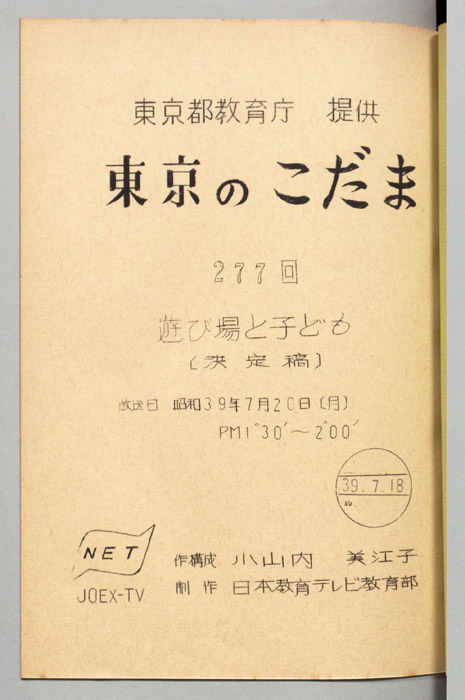 東京都教育庁 提供
東京のこだま
277回
遊び場と子ども
(決定稿)
放送日 昭和39年7月20日(月)
PM1°30′〜2°00′
39.7.18
No.
NET
JOEX-TV
作構成 小山内 美江子
制作 日本教育テレビ教育部